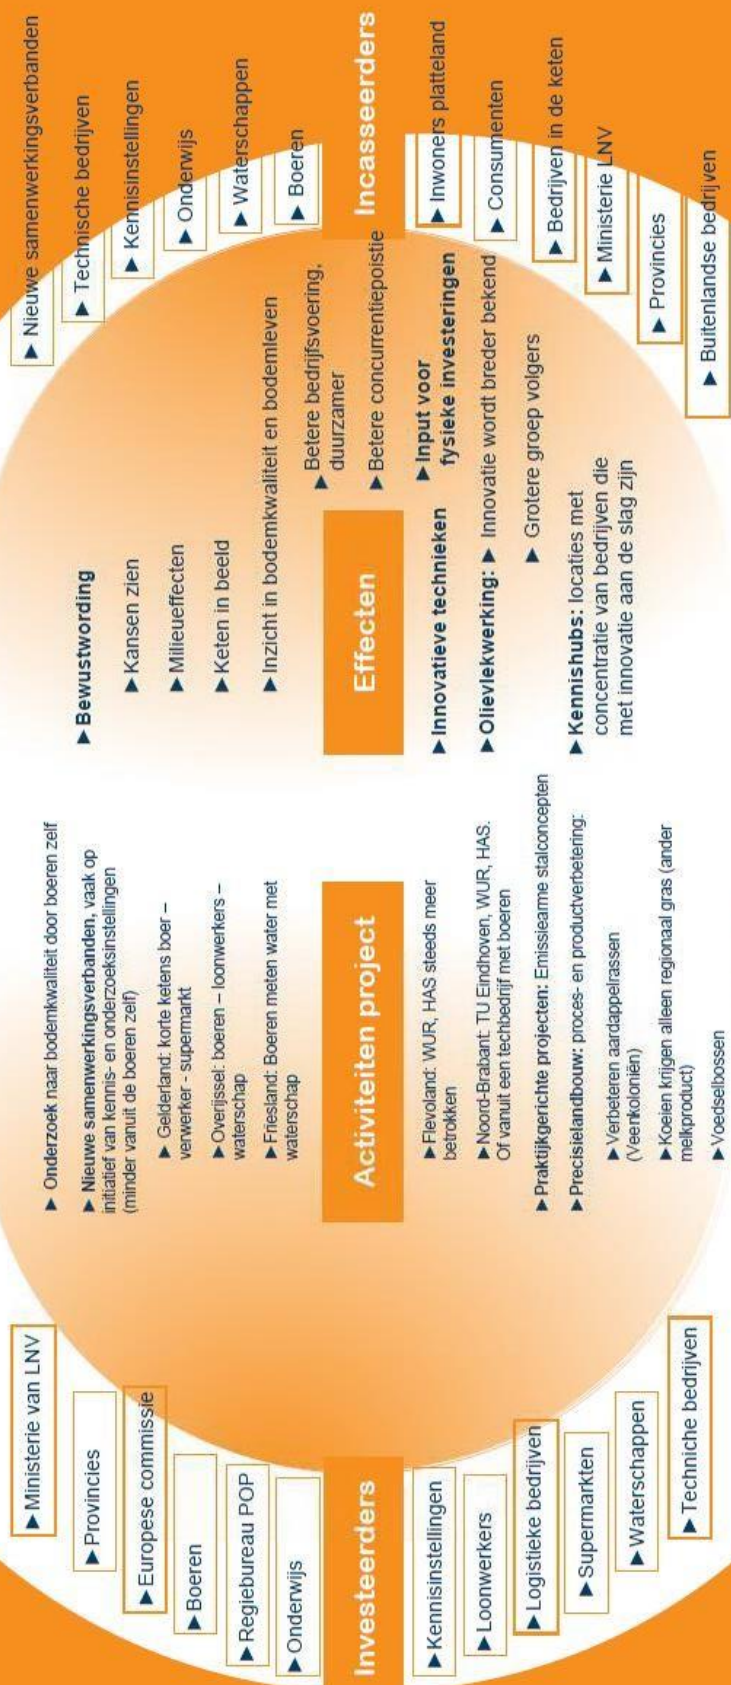 Investeerders
► Ministerie van LNV
► Provincies
► Europese commissie
► Boeren
► Regiebureau POP
► Onderwijs
► Kennisinstellingen
► Loonwerkers
► Logistieke bedrijven
► Supermarkten
► Waterschappen
► Techniche bedrijven
Activiteiten project
► Onderzoek naar bodemkwaliteit door boeren zelf
► Nieuwe samenwerkingsverbanden, vaak op
initiatief van kennis- en onderzoeksinstellingen
(minder vanuit de boeren zelf)
► Gelderland: korte ketens boer –
verwerker - supermarkt
► Overijssel: boeren – loonwerkers –
waterschap
► Friesland: Boeren meten water met
waterschap
► Flevoland: WUR, HAS steeds meer
betrokken
► Noord-Brabant: TU Eindhoven, WUR, HAS.
Of vanuit een techbedrijf met boeren
► Praktijkgerichte projecten: Emissiearme stalconcepten
► Precisielandbouw: proces- en productverbetering:
► Verbeteren aardappelrassen
(Veenkoloniën)
► Koeien krijgen alleen regionaal gras (ander
melkproduct)
► Voedselbossen
Effecten
► Bewustwording
► Kansen zien
► Milieueffecten
► Keten in beeld
► Inzicht in bodemkwaliteit en bodemleven
► Betere bedrijfsvoering,
duurzamer
► Betere concurrentiepoistie
► Input voor
fysieke investeringen
► Innovatieve technieken
► Olievlekwerking: ► Innovatie wordt breder bekend
► Grotere groep volgers
► Kennishubs: locaties met
concentratie van bedrijven die
met innovatie aan de slag zijn
Incasseerders
► Nieuwe samenwerkingsverbanden
► Technische bedrijven
► Kennisinstellingen
► Onderwijs
► Waterschappen
► Boeren
► Inwoners platteland
► Consumenten
► Bedrijven in de keten
► Ministerie LNV
► Provincies
► Buitenlandse bedrijven